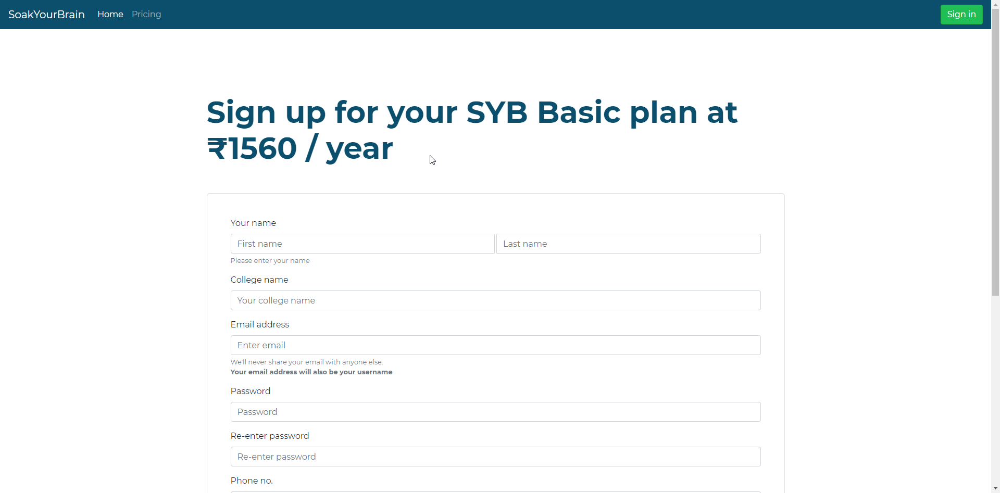 SoakYourBrain Home Pricing Sign in
Sign up for your SYB Basic plan at
₹1560 / year
Your name
First name Last name
Please enter your name
College name
Your college name
Email address
Enter email
We'll never share your email with anyone else.
Your email address will also be your username
Password
Password
Re-enter password
Re-enter password
Phone no.